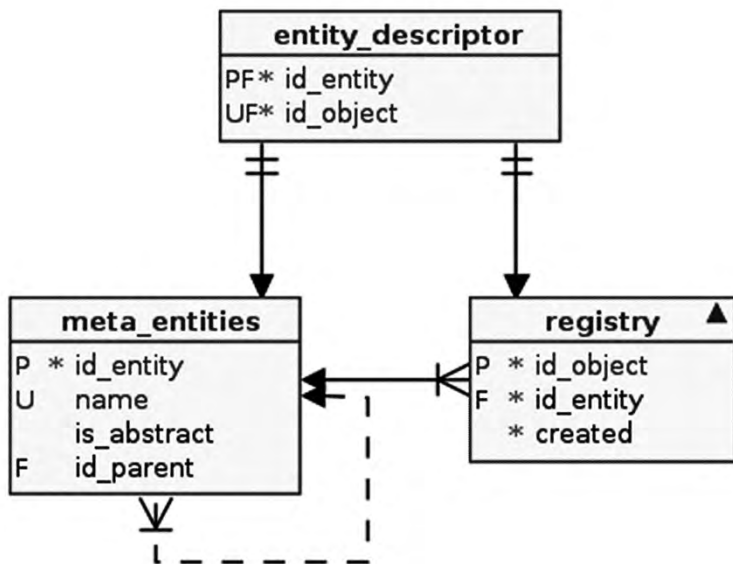 entity_descriptor
PF* id_entity
UF* id_object
meta_entities
P * id_entity
U name
is_abstract
F id_parent
registry
P * id_object
F * id_entity
* created